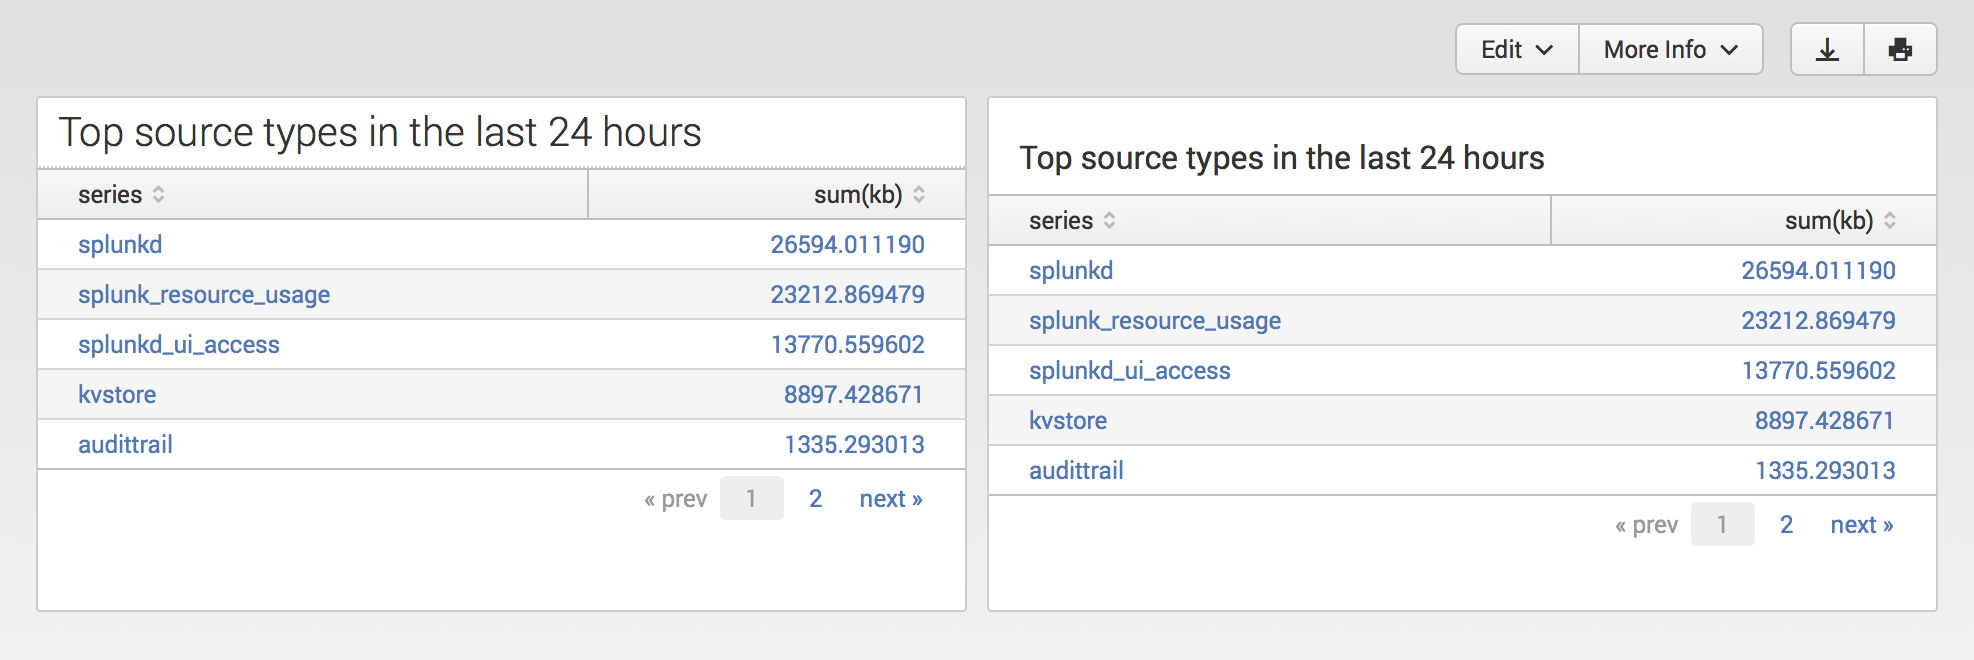 Edit More Info
Top source types in the last 24 hours
series sum(kb)
splunkd 26594.011190
splunk_resource_usage 23212.869479
splunkd_ui_access 13770.559602
kvstore 8897.428671
audittrail 1335.293013
« prev 1 2 next »
Top source types in the last 24 hours
series sum(kb)
splunkd 26594.011190
splunk_resource_usage 23212.869479
splunkd_ui_access 13770.559602
kvstore 8897.428671
audittrail 1335.293013
« prev 1 2 next »